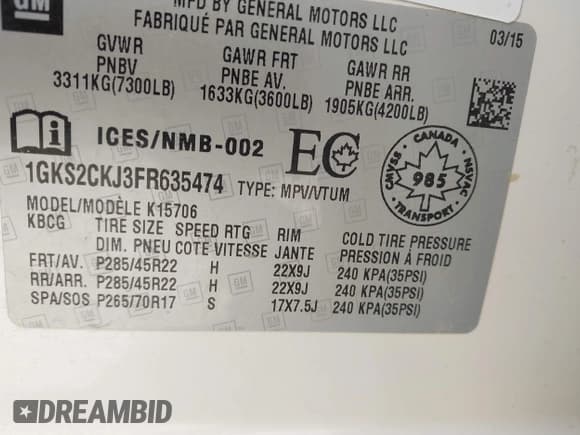 GM
MFD BY GENERAL MOTORS LLC
FABRIQUÉ PAR GENERAL MOTORS LLC
03/15
GVWR GAWR FRT GAWR RR
PNBV PNBE AV. PNBE ARR.
3311KG(7300LB) 1633KG(3600LB) 1905KG(4200LB)
ICES/NMB-002 EC
CANADA
CMVSS NSVAC
985
TRANSPORT
1GKS2CKJ3FR635474 TYPE: MPV/VTUM
MODEL/MODÈLE K15706
KBCG TIRE SIZE SPEED RTG RIM COLD TIRE PRESSURE
DIM. PNEU COTE VITESSE JANTE PRESSION À FROID
FRT/AV. P285/45R22 H 22X9J 240 KPA(35PSI)
RR/ARR. P285/45R22 H 22X9J 240 KPA(35PSI)
SPA/SOS P265/70R17 S 17X7.5J 240 KPA(35PSI)
DREAMBID